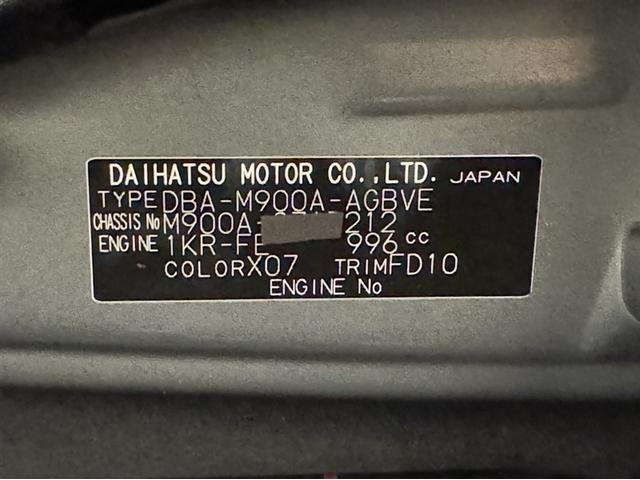 DAIHATSU MOTOR CO.,LTD. JAPAN
TYPE DBA-M900A-AGBVE
CHASSIS No M900A- 212
ENGINE 1KR-FE 996 cc
COLOR X07 TRIM FD10
ENGINE No